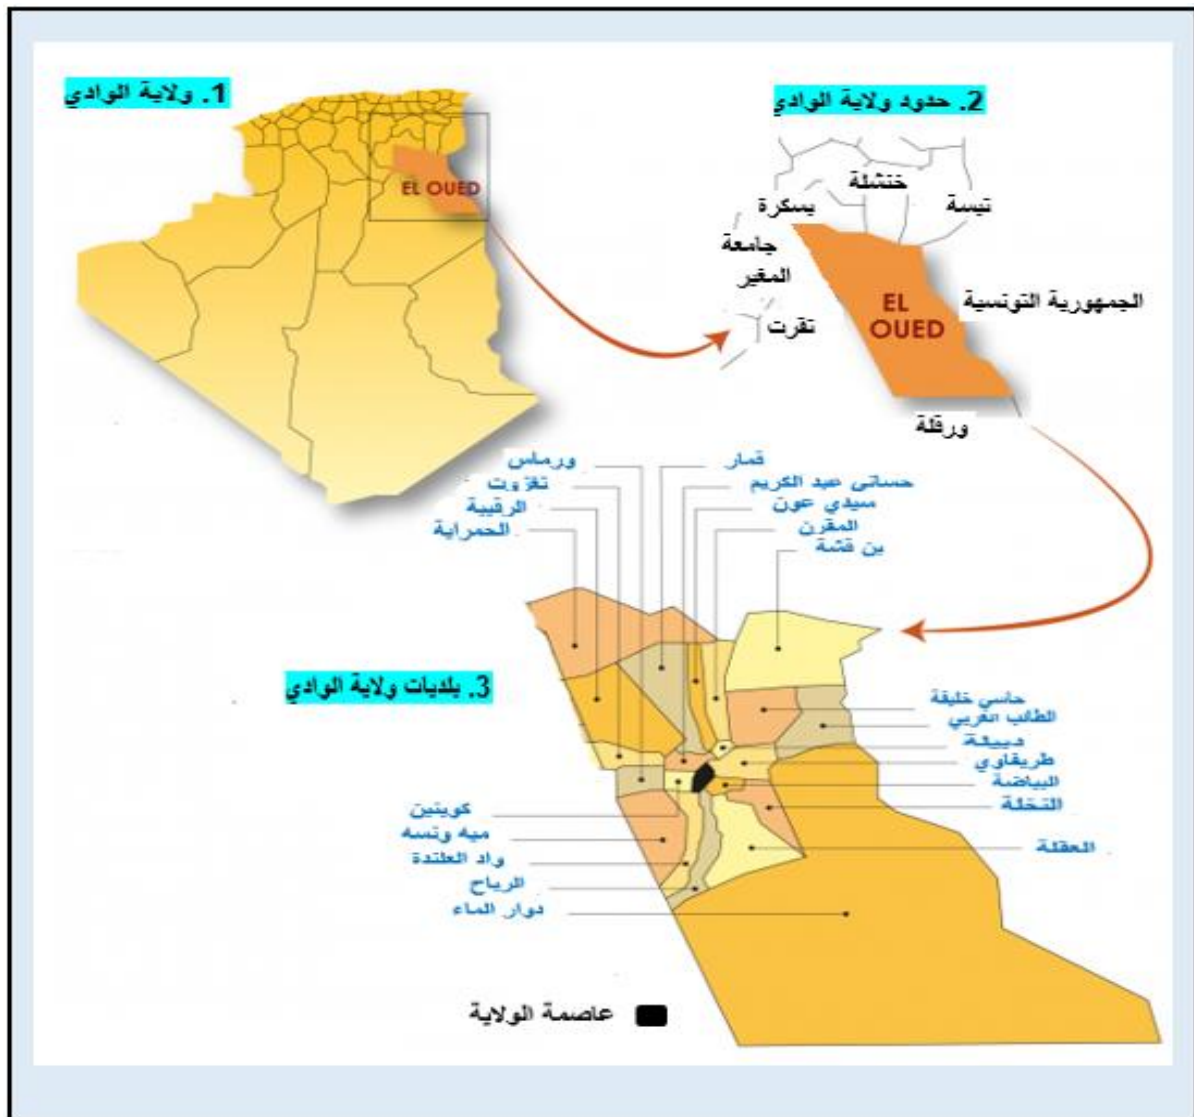 1. ولاية الوادي
EL OUED
2. حدود ولاية الوادي
خنشلة
تبسة
بسكرة
جامعة
المغير
تقرت
EL
OUED
الجمهورية التونسية
ورقلة
3. بلديات ولاية الوادي
ورماس
تغزوت
الرقيبة
الحمراية
قمار
حساني عبد الكريم
سيدي عون
المقرن
بن قشة
حاسي خليفة
الطالب العربي
دبيلة
طريفاوي
البياضة
النخلة
العقلة
كوينين
ميه ونسه
واد العلندة
الرباح
دوار الماء
عاصمة الولاية